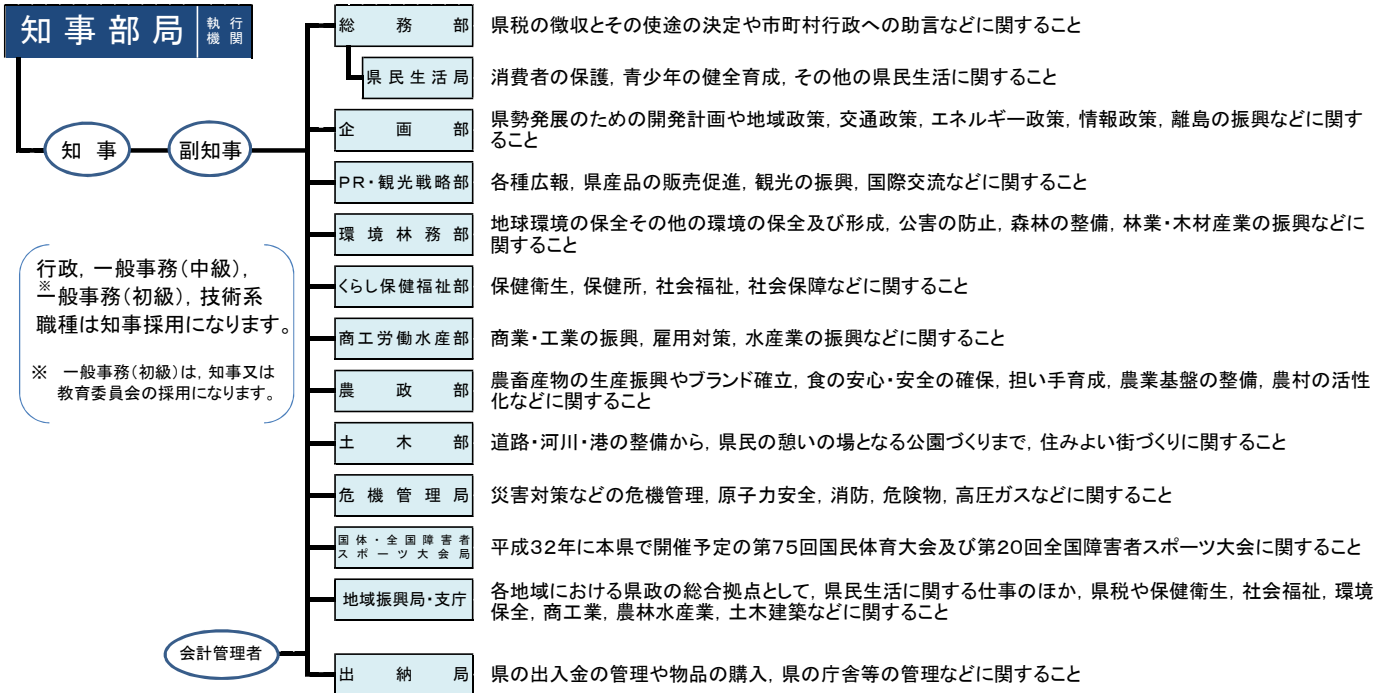 知事部局 執行機関
総務部 県税の徴収とその使途の決定や市町村行政への助言などに関すること
県民生活局 消費者の保護，青少年の健全育成，その他の県民生活に関すること
企画部 県勢発展のための開発計画や地域政策，交通政策，エネルギー政策，情報政策，離島の振興などに関す
ること
知事
副知事
PR・観光戦略部 各種広報，県産品の販売促進，観光の振興，国際交流などに関すること
環境林務部 地球環境の保全その他の環境の保全及び形成，公害の防止，森林の整備，林業・木材産業の振興などに
関すること
行政，一般事務（中級），
※
一般事務（初級），技術系
職種は知事採用になります。
※ 一般事務（初級）は，知事又は
教育委員会の採用になります。
くらし保健福祉部 保健衛生，保健所，社会福祉，社会保障などに関すること
商工労働水産部 商業・工業の振興，雇用対策，水産業の振興などに関すること
農政部 農畜産物の生産振興やブランド確立，食の安心・安全の確保，担い手育成，農業基盤の整備，農村の活性
化などに関すること
土木部 道路・河川・港の整備から，県民の憩いの場となる公園づくりまで，住みよい街づくりに関すること
危機管理局 災害対策などの危機管理，原子力安全，消防，危険物，高圧ガスなどに関すること
国体・全国障害者
スポーツ大会局 平成32年に本県で開催予定の第75回国民体育大会及び第20回全国障害者スポーツ大会に関すること
地域振興局・支庁 各地域における県政の総合拠点として，県民生活に関する仕事のほか，県税や保健衛生，社会福祉，環境
保全，商工業，農林水産業，土木建築などに関すること
会計管理者
出納局 県の出入金の管理や物品の購入，県の庁舎等の管理などに関すること